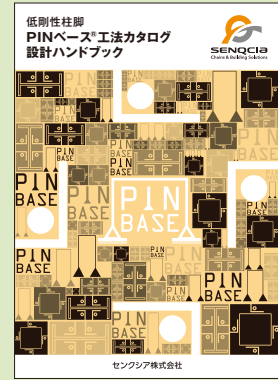 低剛性柱脚
PINベース®工法カタログ
設計ハンドブック
SENQCIA
Chains & Building Solutions
PIN
BASE
PIN
BASE
PIN
BASE
PIN
BASE
PIN
BASE
PIN
BASE
センクシア株式会社